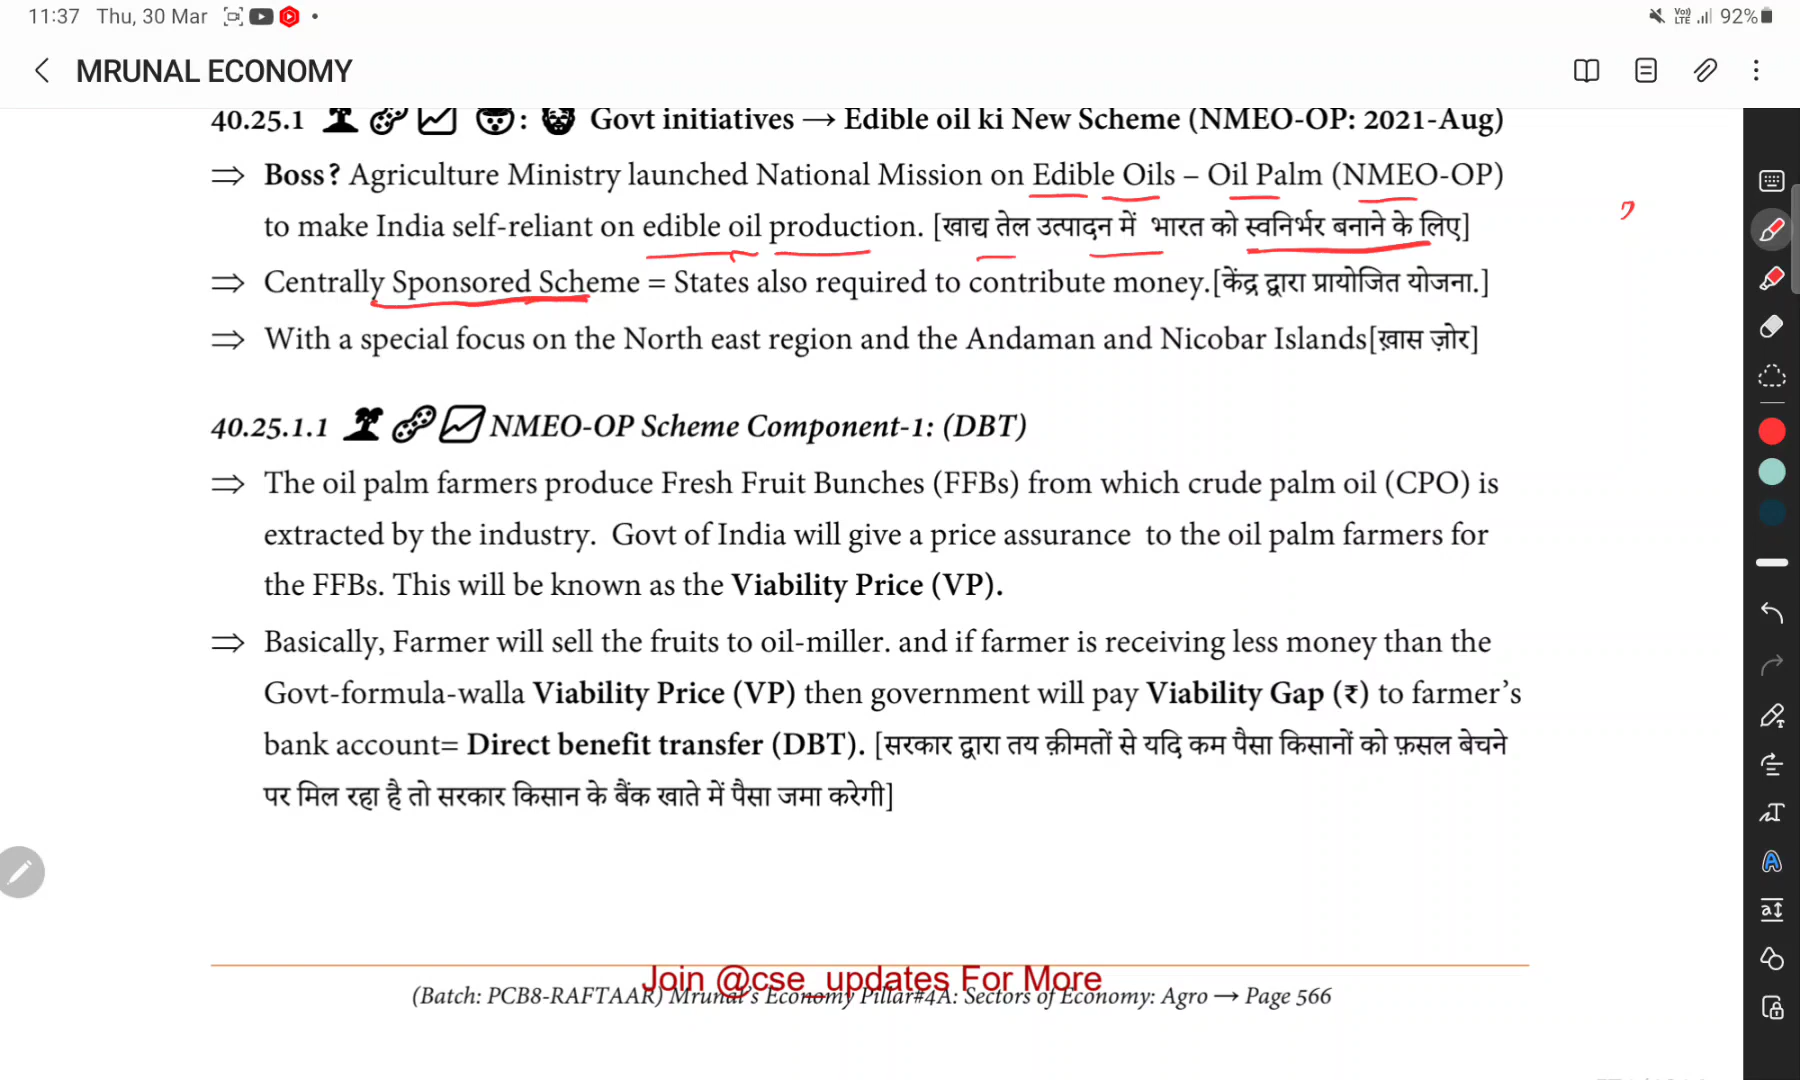 11:37 Thu, 30 Mar
Vo) LTE 92%
MRUNAL ECONOMY
40.25.1 : Govt initiatives → Edible oil ki New Scheme (NMEO-OP: 2021-Aug)
⇒ Boss? Agriculture Ministry launched National Mission on Edible Oils – Oil Palm (NMEO-OP)
to make India self-reliant on edible oil production. [खाद्य तेल उत्पादन में भारत को स्वनिर्भर बनाने के लिए]
⇒ Centrally Sponsored Scheme = States also required to contribute money.[केंद्र द्वारा प्रायोजित योजना.]
⇒ With a special focus on the North east region and the Andaman and Nicobar Islands[ख़ास ज़ोर]
40.25.1.1 NMEO-OP Scheme Component-1: (DBT)
⇒ The oil palm farmers produce Fresh Fruit Bunches (FFBs) from which crude palm oil (CPO) is
extracted by the industry. Govt of India will give a price assurance to the oil palm farmers for
the FFBs. This will be known as the Viability Price (VP).
⇒ Basically, Farmer will sell the fruits to oil-miller. and if farmer is receiving less money than the
Govt-formula-walla Viability Price (VP) then government will pay Viability Gap (₹) to farmer’s
bank account= Direct benefit transfer (DBT). [सरकार द्वारा तय क़ीमतों से यदि कम पैसा किसानों को फ़सल बेचने
पर मिल रहा है तो सरकार किसान के बैंक खाते में पैसा जमा करेगी]
Join @cse_updates For More
(Batch: PCB8-RAFTAAR) Mrunal’s Economy Pillar#4A: Sectors of Economy: Agro → Page 566